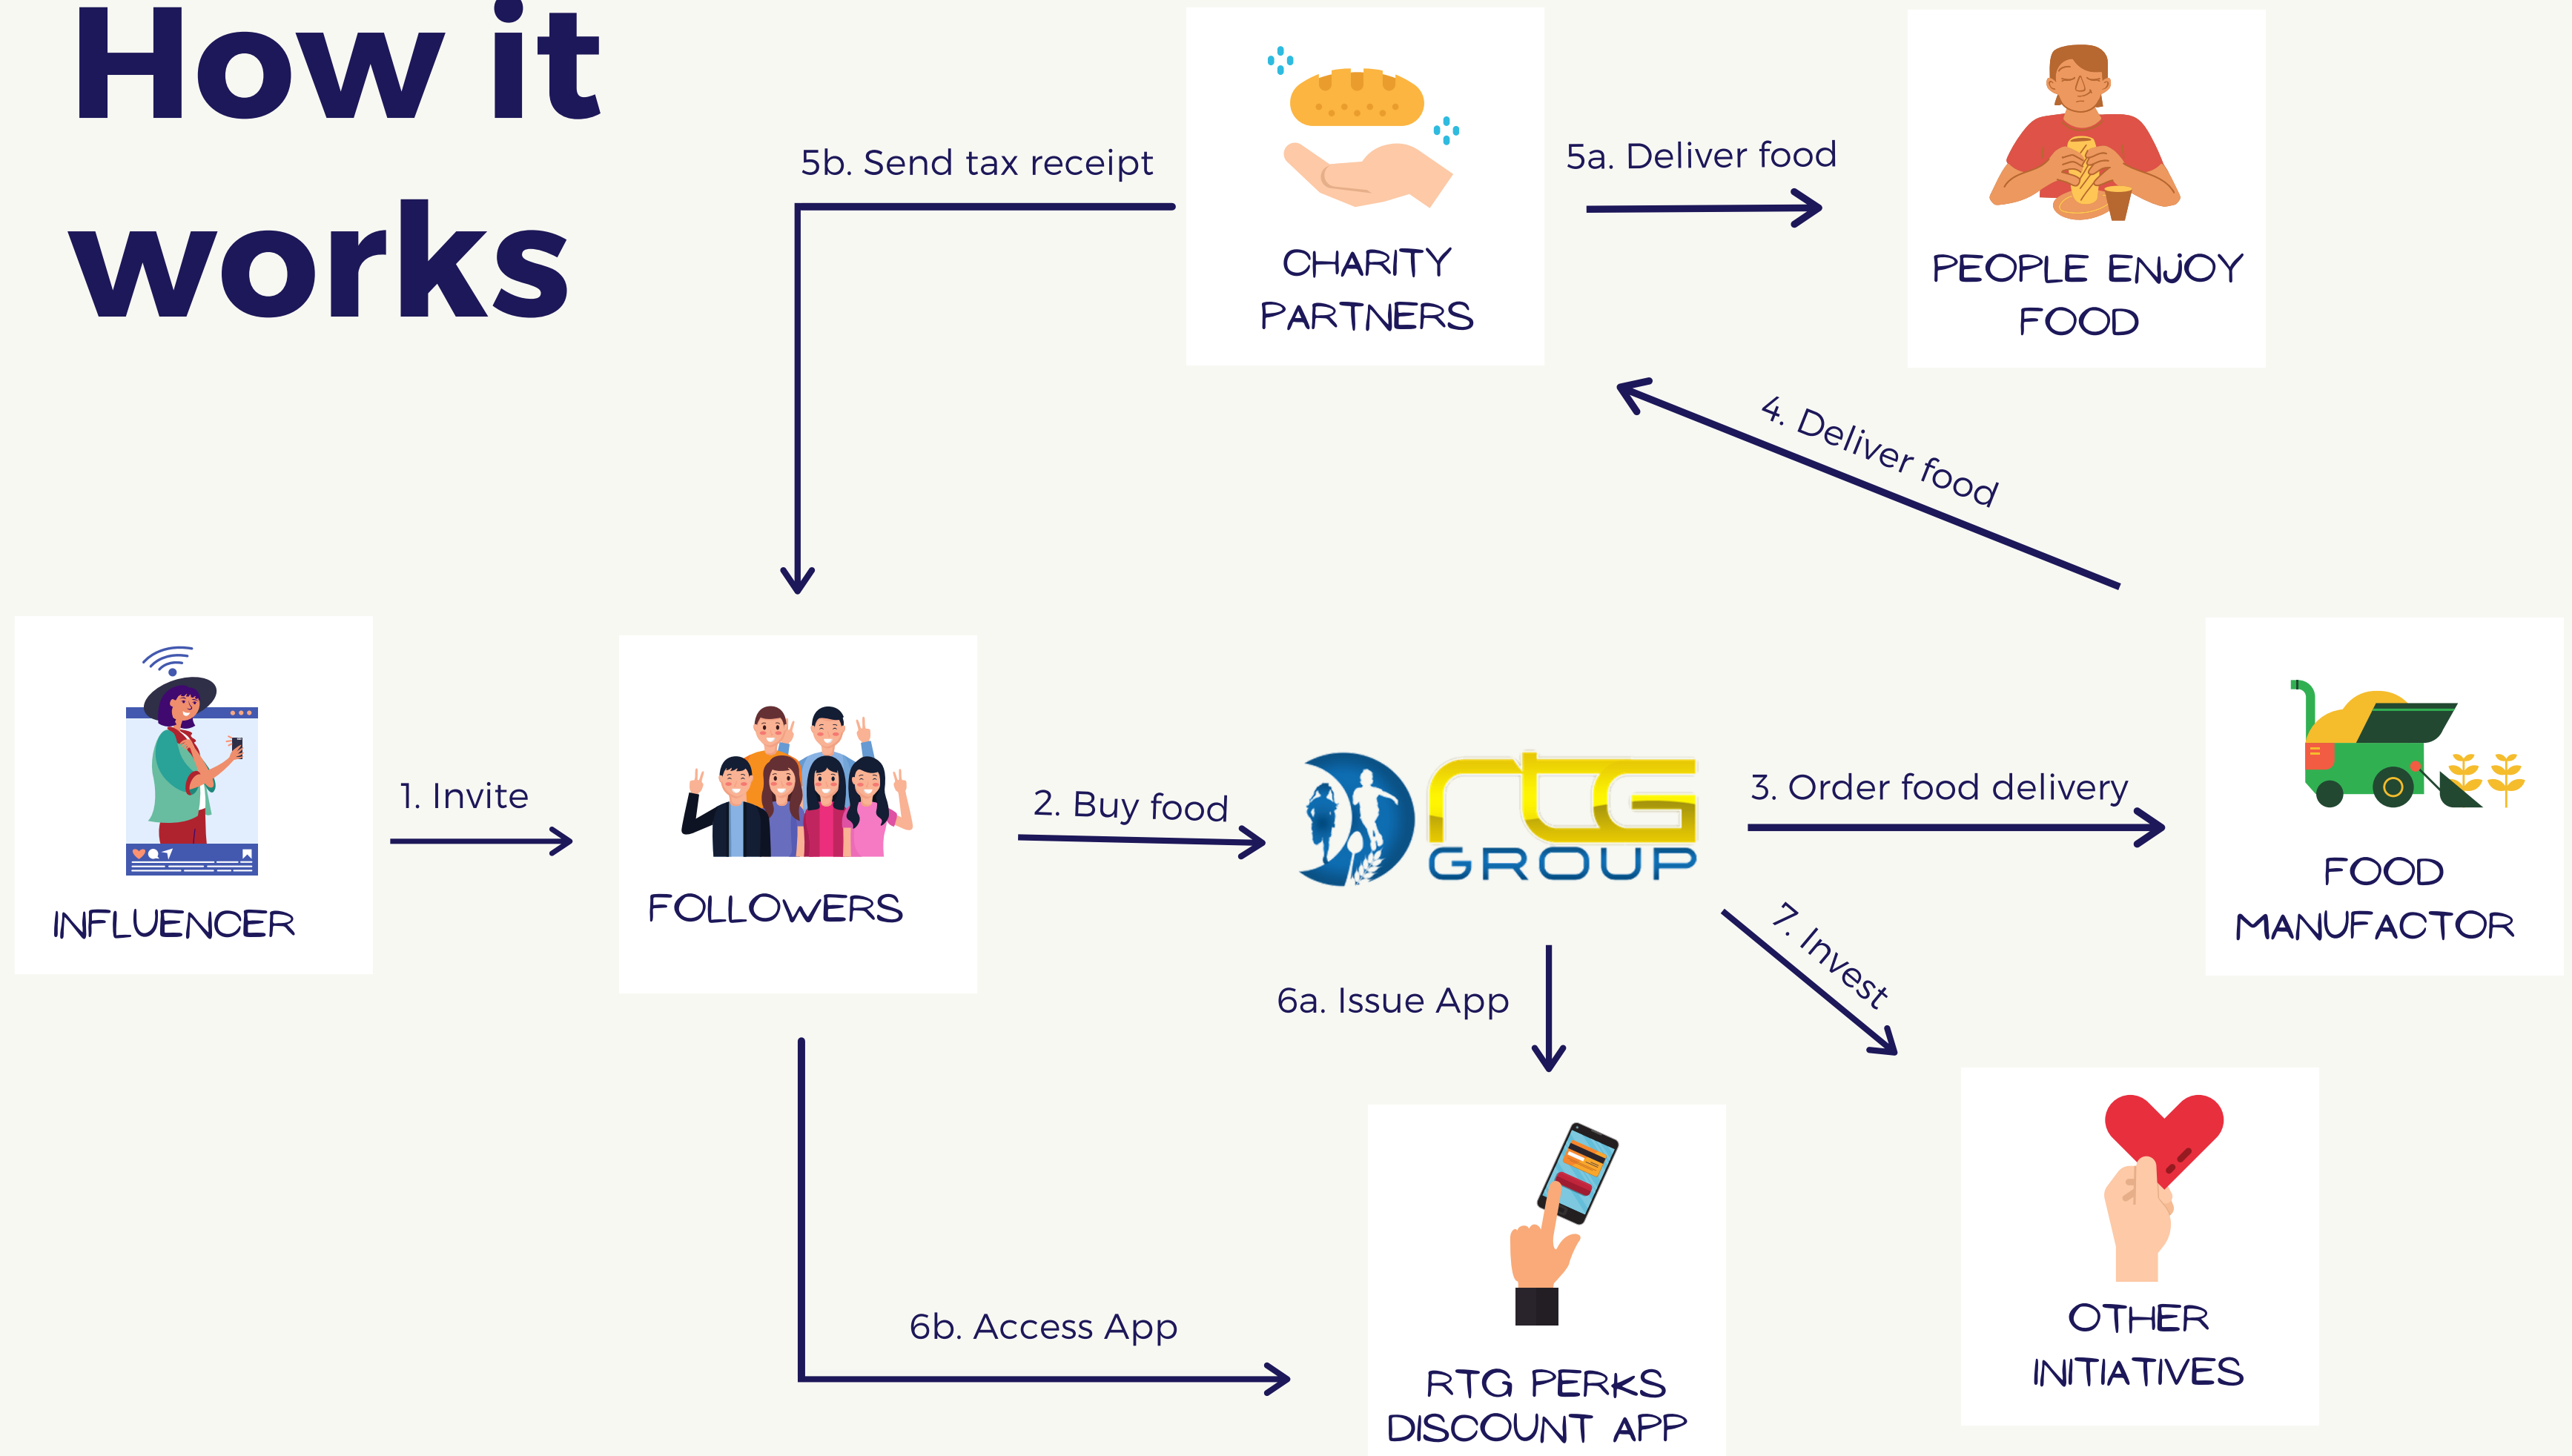 How it
works
5b. Send tax receipt
CHARITY
PARTNERS
5a. Deliver food
PEOPLE ENJOY
FOOD
4. Deliver food
INFLUENCER
1. Invite
FOLLOWERS
2. Buy food
rtG
GROUP
3. Order food delivery
FOOD
MANUFACTOR
7. Invest
6a. Issue App
6b. Access App
RTG PERKS
DISCOUNT APP
OTHER
INITIATIVES